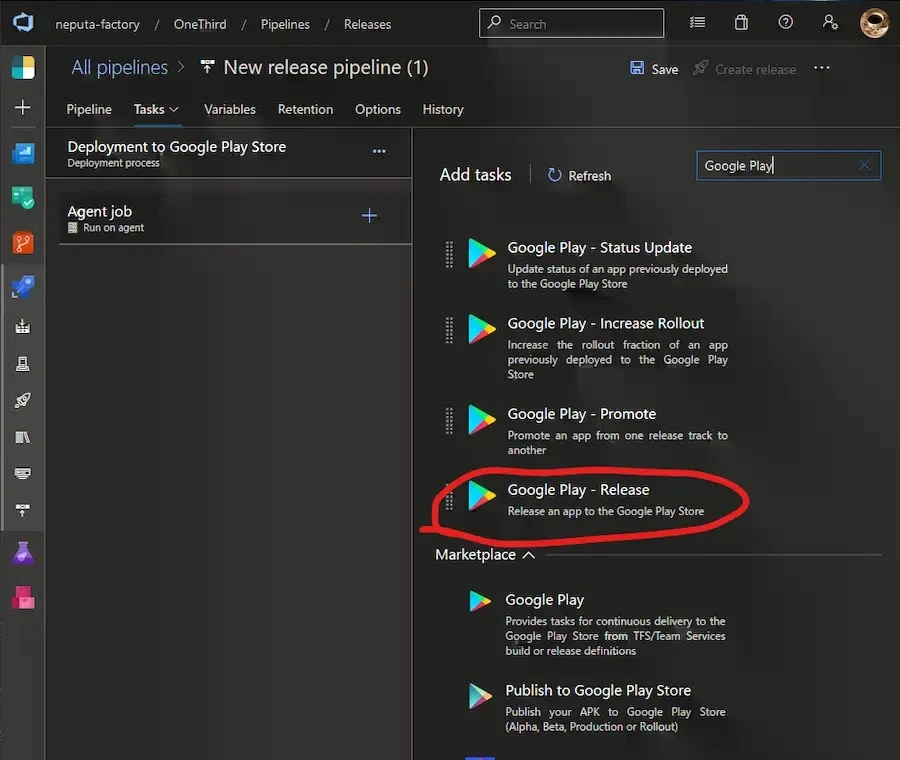 neputa-factory / OneThird / Pipelines / Releases
Search
All pipelines > New release pipeline (1)
Save
Create release
Pipeline Tasks Variables Retention Options History
Deployment to Google Play Store
Deployment process
Agent job
Run on agent
Add tasks
Refresh
Google Play
Google Play - Status Update
Update status of an app previously deployed
to the Google Play Store
Google Play - Increase Rollout
Increase the rollout fraction of an app
previously deployed to the Google Play
Store
Google Play - Promote
Promote an app from one release track to
another
Google Play - Release
Release an app to the Google Play Store
Marketplace
Google Play
Provides tasks for continuous delivery to the
Google Play Store from TFS/Team Services
build or release definitions
Publish to Google Play Store
Publish your APK to Google Play Store
(Alpha, Beta, Production or Rollout)